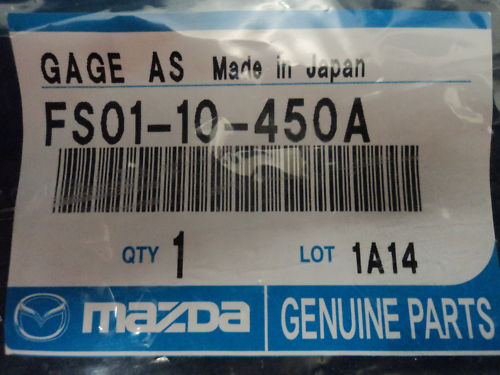 GAGE AS Made in Japan
FS01-10-450A
QTY 1 LOT 1A14
mazda GENUINE PARTS